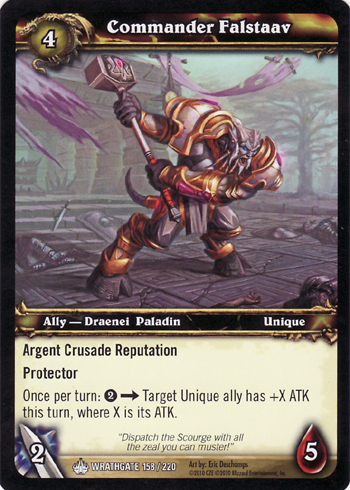 4
Commander Falstaav
Ally — Draenei Paladin Unique
Argent Crusade Reputation
Protector
Once per turn: 2 → Target Unique ally has +X ATK
this turn, where X is its ATK.
"Dispatch the Scourge with all
the zeal you can muster!"
2
5
WRATHGATE 158 / 220
Art by: Eric Deschamps
©2010 CZE ©2010 Blizzard Entertainment, Inc.